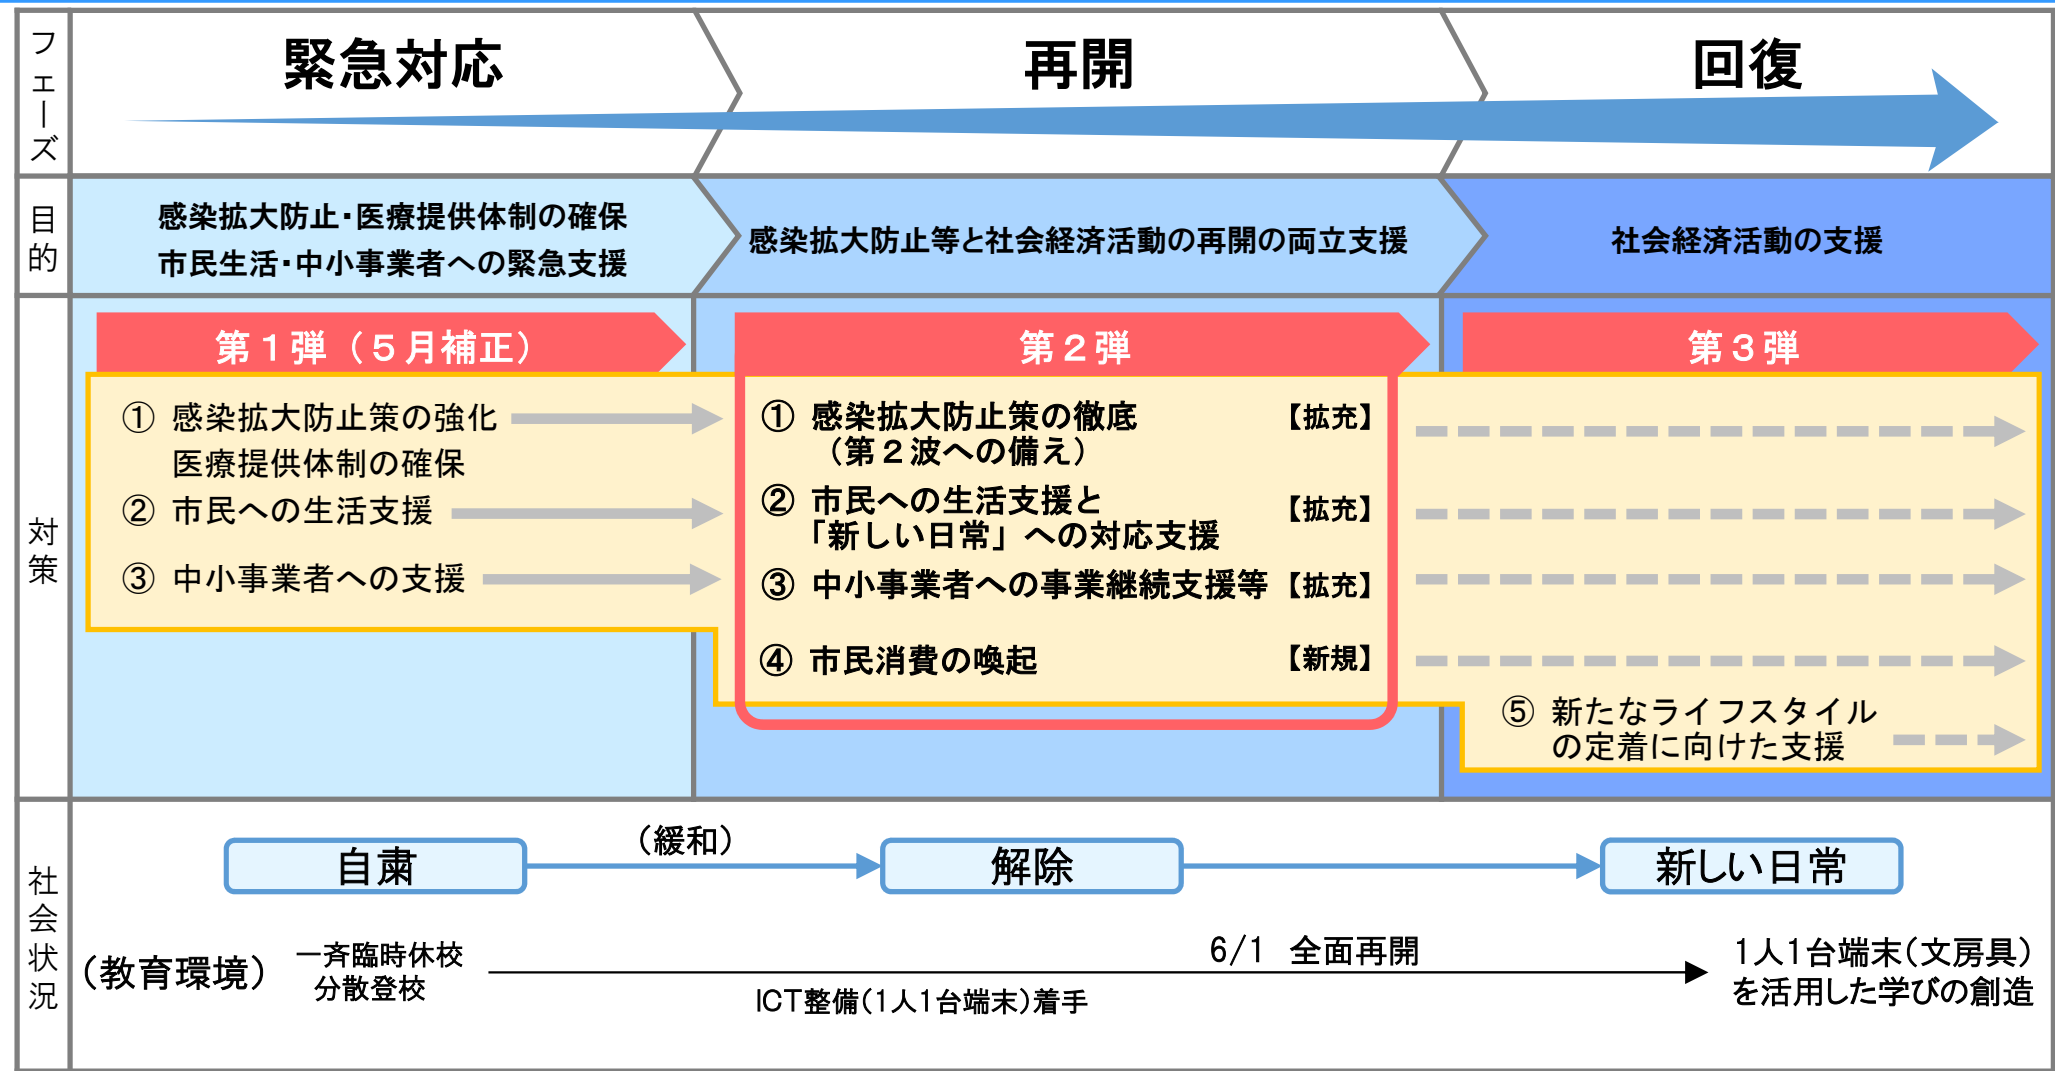 フェーズ
緊急対応
再開
回復
目的
感染拡大防止・医療提供体制の確保
市民生活・中小事業者への緊急支援
感染拡大防止等と社会経済活動の再開の両立支援
社会経済活動の支援
対策
第１弾（５月補正）
① 感染拡大防止策の強化
医療提供体制の確保
② 市民への生活支援
③ 中小事業者への支援
第２弾
① 感染拡大防止策の徹底 【拡充】
（第２波への備え）
② 市民への生活支援と
「新しい日常」への対応支援 【拡充】
③ 中小事業者への事業継続支援等 【拡充】
④ 市民消費の喚起 【新規】
第３弾
⑤ 新たなライフスタイル
の定着に向けた支援
社会状況
自粛
（緩和）
解除
新しい日常
（教育環境）
一斉臨時休校
分散登校
6/1 全面再開
ICT整備（1人1台端末）着手
1人1台端末（文房具）
を活用した学びの創造